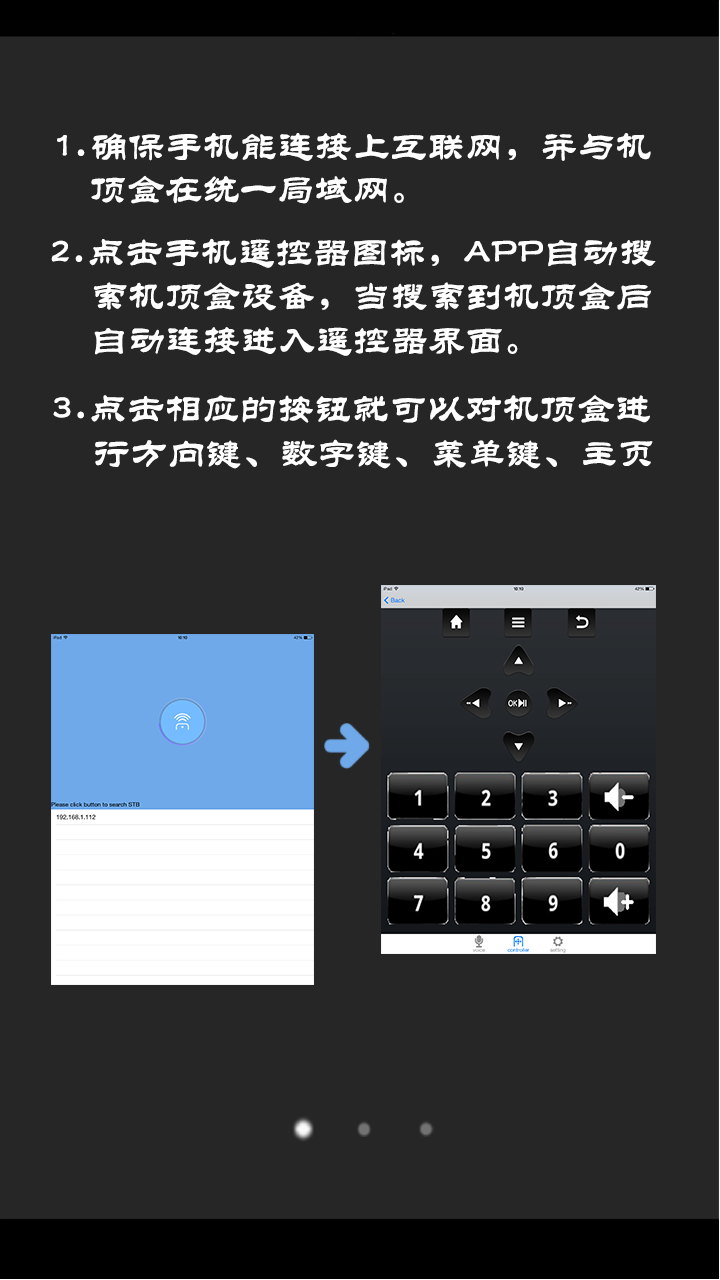 1.确保手机能连接上互联网，并与机
顶盒在统一局域网。
2.点击手机遥控器图标，APP自动搜
索机顶盒设备，当搜索到机顶盒后
自动连接进入遥控器界面。
3.点击相应的按钮就可以对机顶盒进
行方向键、数字键、菜单键、主页
iPad 16:10 42%
Back
iPad 16:10 42%
OK
Please click button to search STB
192.168.1.112
1 2 3
4 5 6 0
7 8 9
voice controller setting